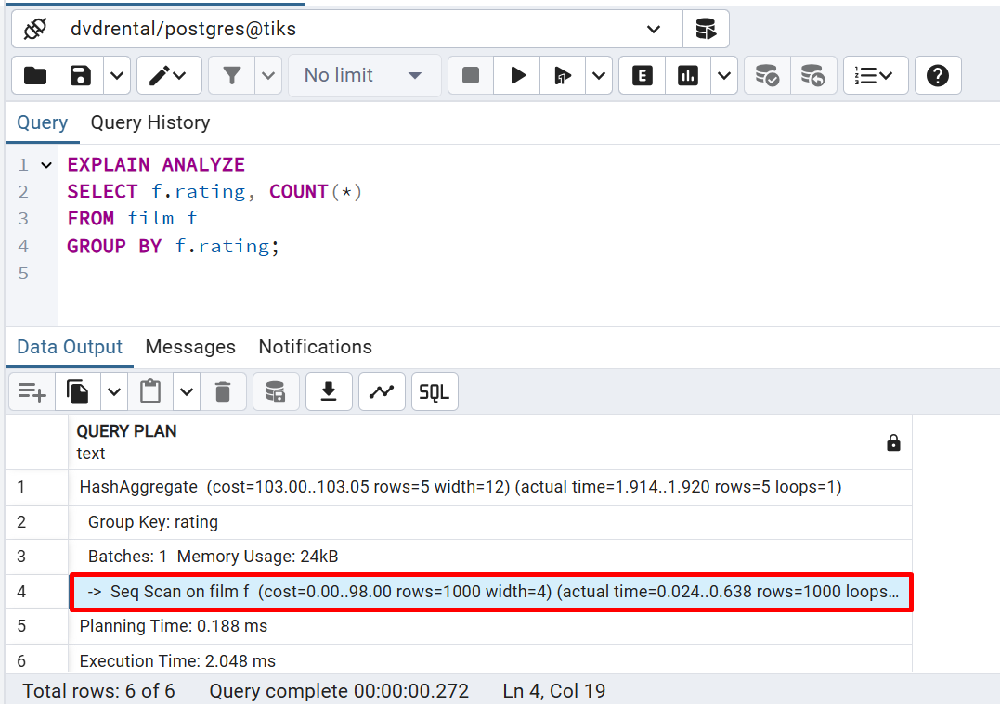 dvdrental/postgres@tiks
No limit
E
Query Query History
1 EXPLAIN ANALYZE
2 SELECT f.rating, COUNT(*)
3 FROM film f
4 GROUP BY f.rating;
5
Data Output Messages Notifications
SQL
QUERY PLAN
text
1 HashAggregate (cost=103.00..103.05 rows=5 width=12) (actual time=1.914..1.920 rows=5 loops=1)
2 Group Key: rating
3 Batches: 1 Memory Usage: 24kB
4 -> Seq Scan on film f (cost=0.00..98.00 rows=1000 width=4) (actual time=0.024..0.638 rows=1000 loops...
5 Planning Time: 0.188 ms
6 Execution Time: 2.048 ms
Total rows: 6 of 6 Query complete 00:00:00.272 Ln 4, Col 19